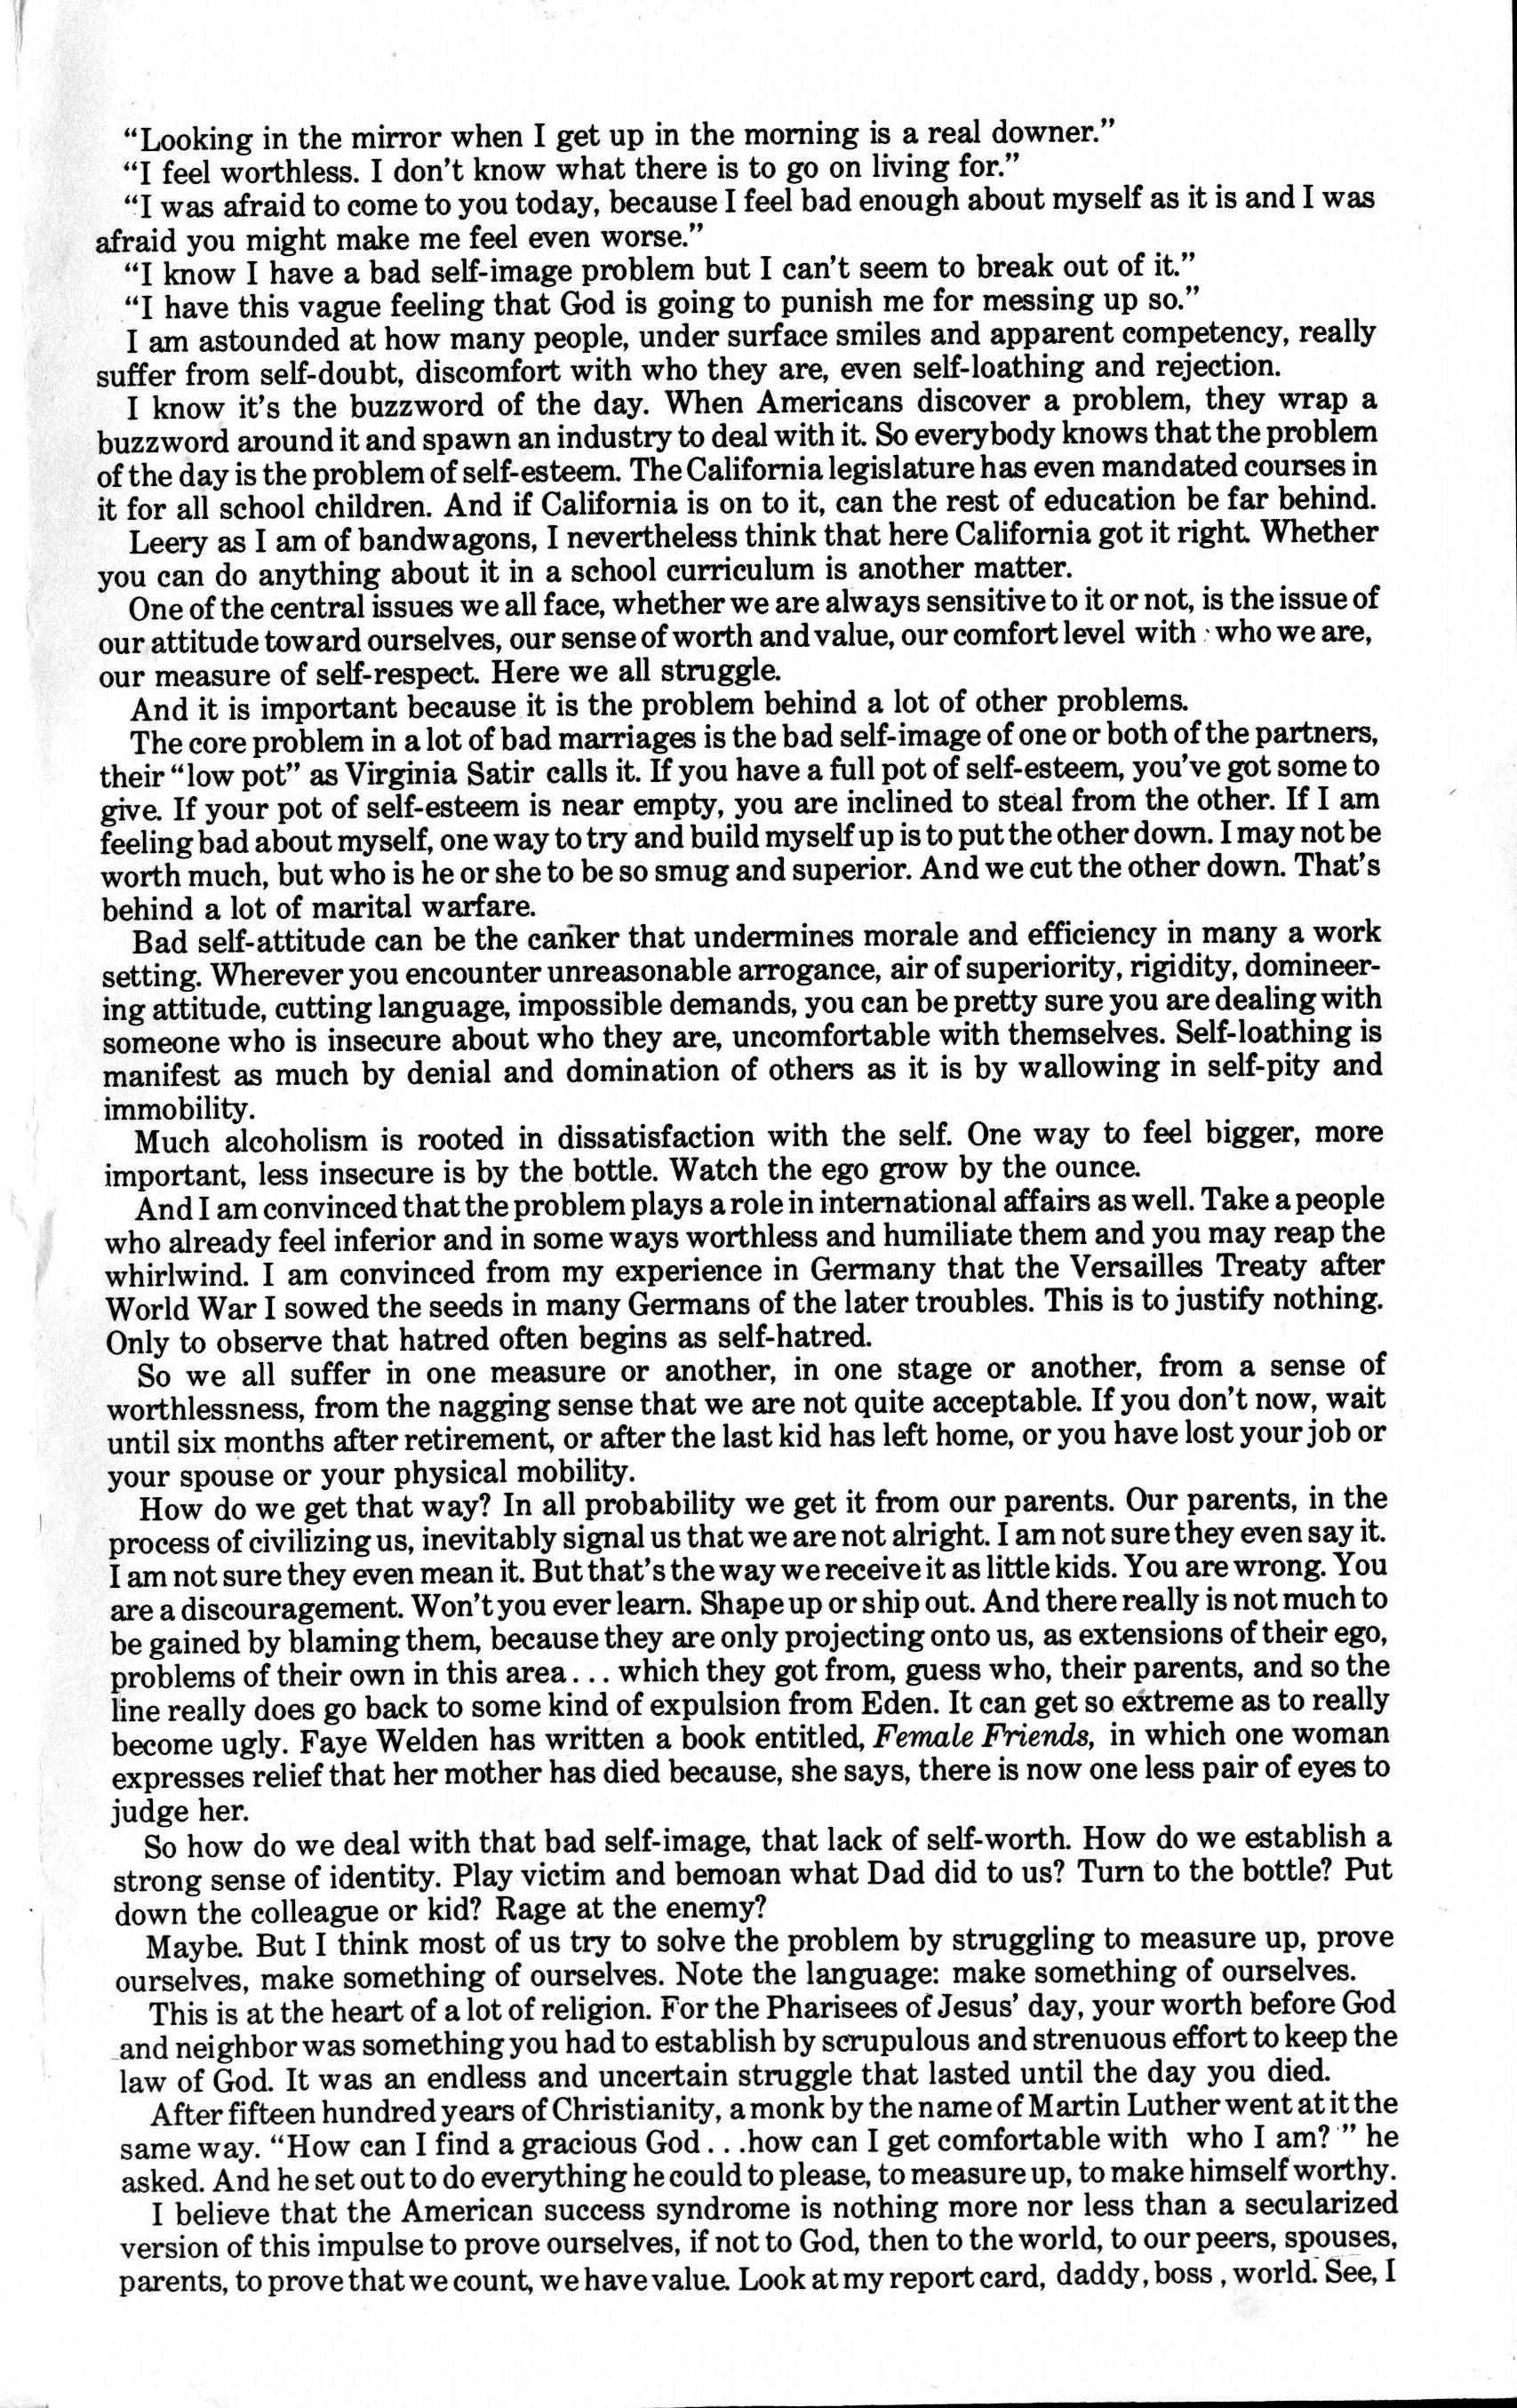 “Looking in the mirror when I get up in the morning is a real downer.”
“I feel worthless. I don’t know what there is to go on living for.”
“I was afraid to come to you today, because I feel bad enough about myself as it is and I was
afraid you might make me feel even worse.”
“I know I have a bad self-image problem but I can’t seem to break out of it.”
“I have this vague feeling that God is going to punish me for messing up so.”
I am astounded at how many people, under surface smiles and apparent competency, really
suffer from self-doubt, discomfort with who they are, even self-loathing and rejection.
I know it’s the buzzword of the day. When Americans discover a problem, they wrap a
buzzword around it and spawn an industry to deal with it. So everybody knows that the problem
of the day is the problem of self-esteem. The California legislature has even mandated courses in
it for all school children. And if California is on to it, can the rest of education be far behind.
Leery as I am of bandwagons, I nevertheless think that here California got it right. Whether
you can do anything about it in a school curriculum is another matter.
One of the central issues we all face, whether we are always sensitive to it or not, is the issue of
our attitude toward ourselves, our sense of worth and value, our comfort level with who we are,
our measure of self-respect. Here we all struggle.
And it is important because it is the problem behind a lot of other problems.
The core problem in a lot of bad marriages is the bad self-image of one or both of the partners,
their “low pot” as Virginia Satir calls it. If you have a full pot of self-esteem, you’ve got some to
give. If your pot of self-esteem is near empty, you are inclined to steal from the other. If I am
feeling bad about myself, one way to try and build myself up is to put the other down. I may not be
worth much, but who is he or she to be so smug and superior. And we cut the other down. That’s
behind a lot of marital warfare.
Bad self-attitude can be the canker that undermines morale and efficiency in many a work
setting. Wherever you encounter unreasonable arrogance, air of superiority, rigidity, domineer-
ing attitude, cutting language, impossible demands, you can be pretty sure you are dealing with
someone who is insecure about who they are, uncomfortable with themselves. Self-loathing is
manifest as much by denial and domination of others as it is by wallowing in self-pity and
immobility.
Much alcoholism is rooted in dissatisfaction with the self. One way to feel bigger, more
important, less insecure is by the bottle. Watch the ego grow by the ounce.
And I am convinced that the problem plays a role in international affairs as well. Take a people
who already feel inferior and in some ways worthless and humiliate them and you may reap the
whirlwind. I am convinced from my experience in Germany that the Versailles Treaty after
World War I sowed the seeds in many Germans of the later troubles. This is to justify nothing.
Only to observe that hatred often begins as self-hatred.
So we all suffer in one measure or another, in one stage or another, from a sense of
worthlessness, from the nagging sense that we are not quite acceptable. If you don’t now, wait
until six months after retirement, or after the last kid has left home, or you have lost your job or
your spouse or your physical mobility.
How do we get that way? In all probability we get it from our parents. Our parents, in the
process of civilizing us, inevitably signal us that we are not alright. I am not sure they even say it.
I am not sure they even mean it. But that’s the way we receive it as little kids. You are wrong. You
are a discouragement. Won’t you ever learn. Shape up or ship out. And there really is not much to
be gained by blaming them, because they are only projecting onto us, as extensions of their ego,
problems of their own in this area... which they got from, guess who, their parents, and so the
line really does go back to some kind of expulsion from Eden. It can get so extreme as to really
become ugly. Faye Welden has written a book entitled, Female Friends, in which one woman
expresses relief that her mother has died because, she says, there is now one less pair of eyes to
judge her.
So how do we deal with that bad self-image, that lack of self-worth. How do we establish a
strong sense of identity. Play victim and bemoan what Dad did to us? Turn to the bottle? Put
down the colleague or kid? Rage at the enemy?
Maybe. But I think most of us try to solve the problem by struggling to measure up, prove
ourselves, make something of ourselves. Note the language: make something of ourselves.
This is at the heart of a lot of religion. For the Pharisees of Jesus’ day, your worth before God
and neighbor was something you had to establish by scrupulous and strenuous effort to keep the
law of God. It was an endless and uncertain struggle that lasted until the day you died.
After fifteen hundred years of Christianity, a monk by the name of Martin Luther went at it the
same way. “How can I find a gracious God...how can I get comfortable with who I am?” he
asked. And he set out to do everything he could to please, to measure up, to make himself worthy.
I believe that the American success syndrome is nothing more nor less than a secularized
version of this impulse to prove ourselves, if not to God, then to the world, to our peers, spouses,
parents, to prove that we count, we have value. Look at my report card, daddy, boss, world. See, I